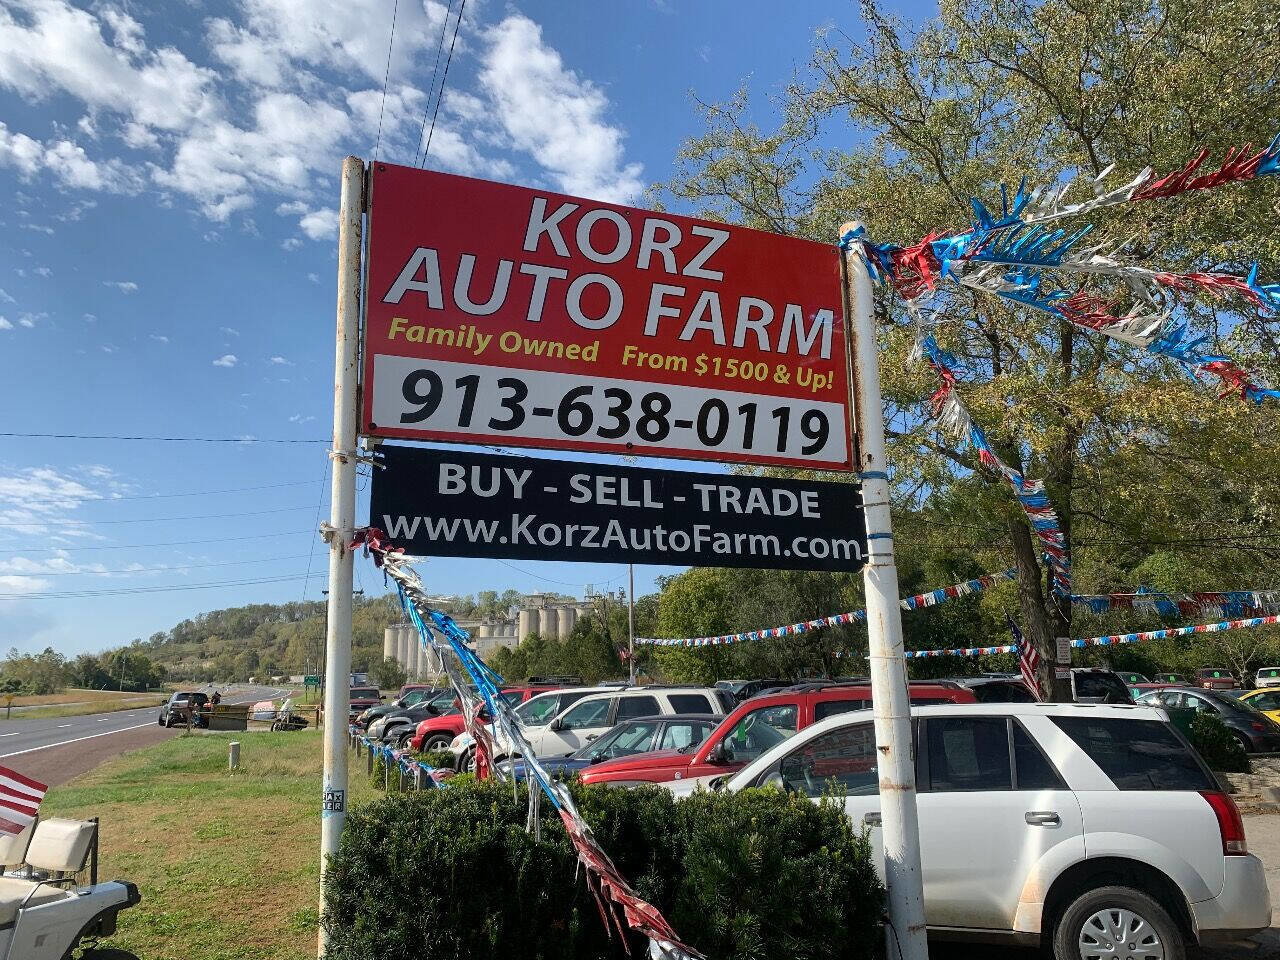 KORZ
AUTO FARM
Family Owned From $1500 & Up!
913-638-0119
BUY - SELL - TRADE
www.KorzAutoFarm.com